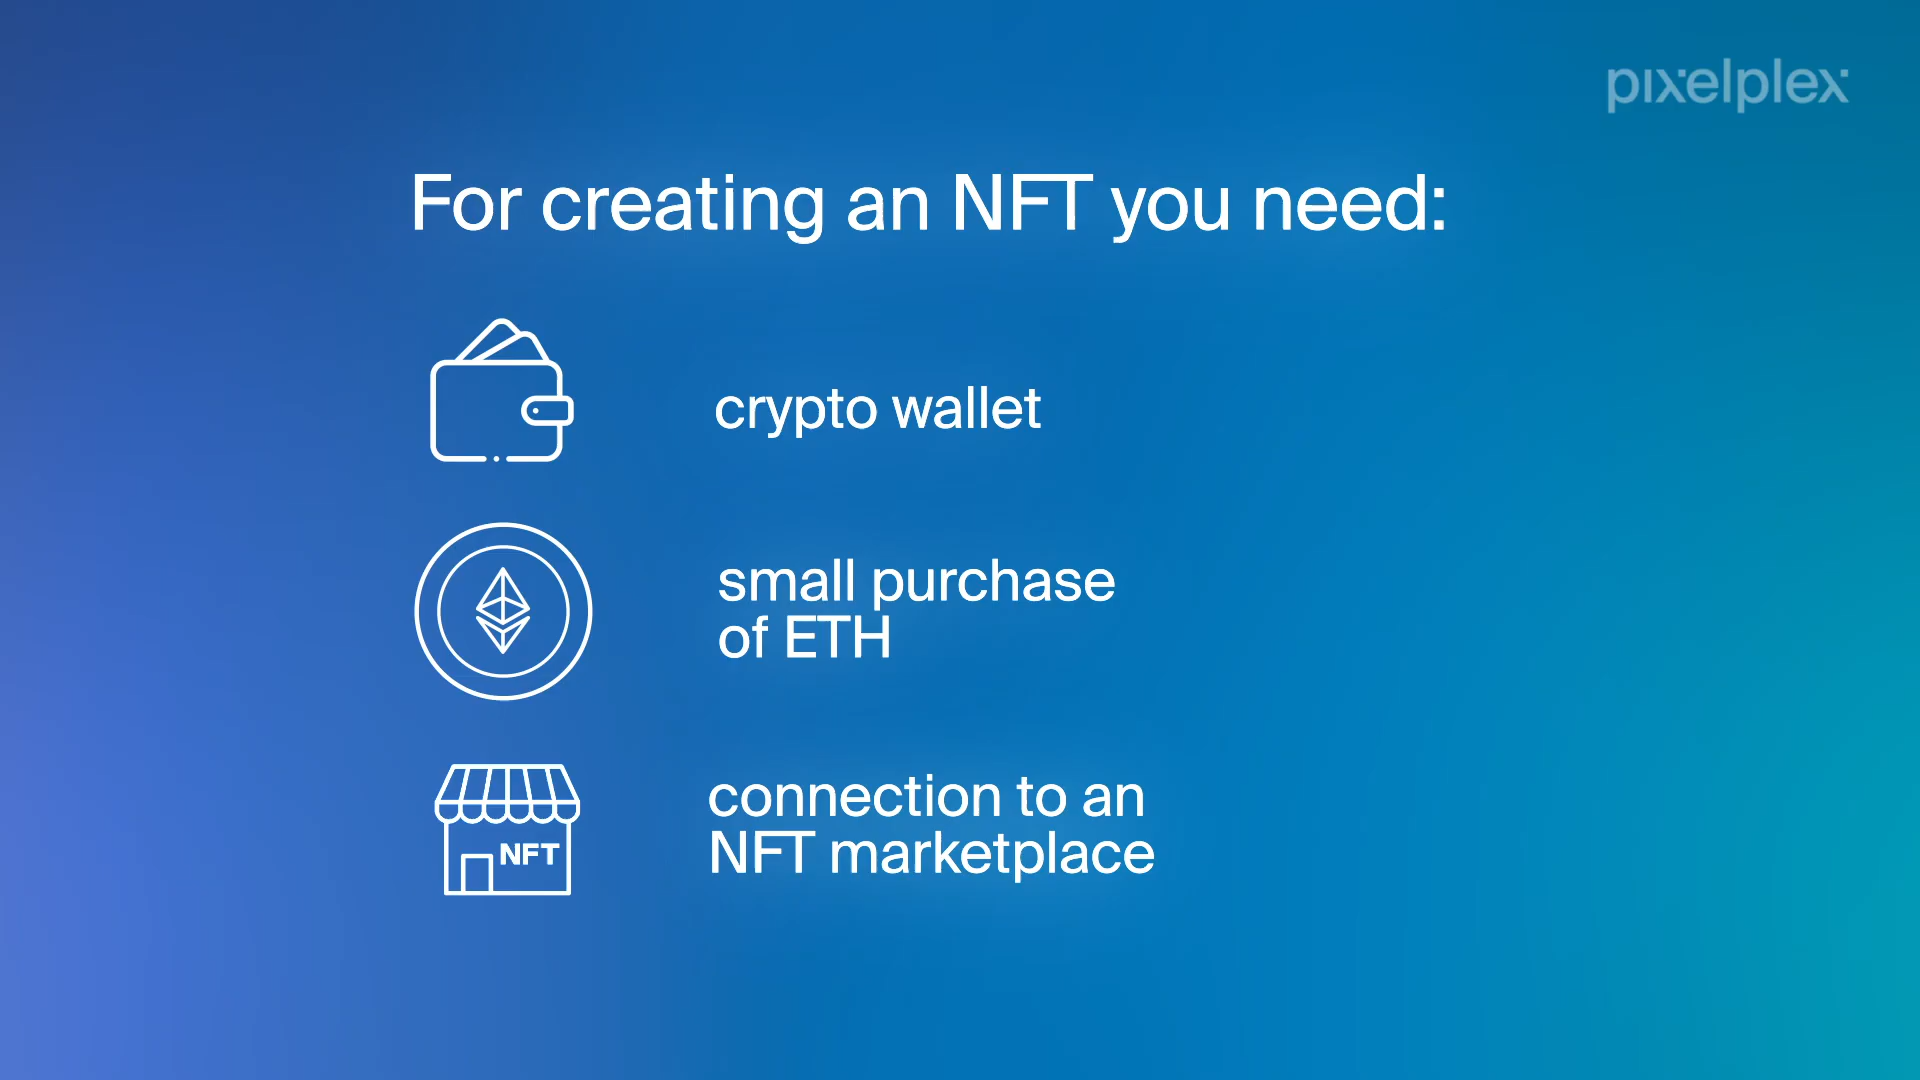 pixelplex
For creating an NFT you need:
crypto wallet
small purchase
of ETH
connection to an
NFT marketplace
NFT